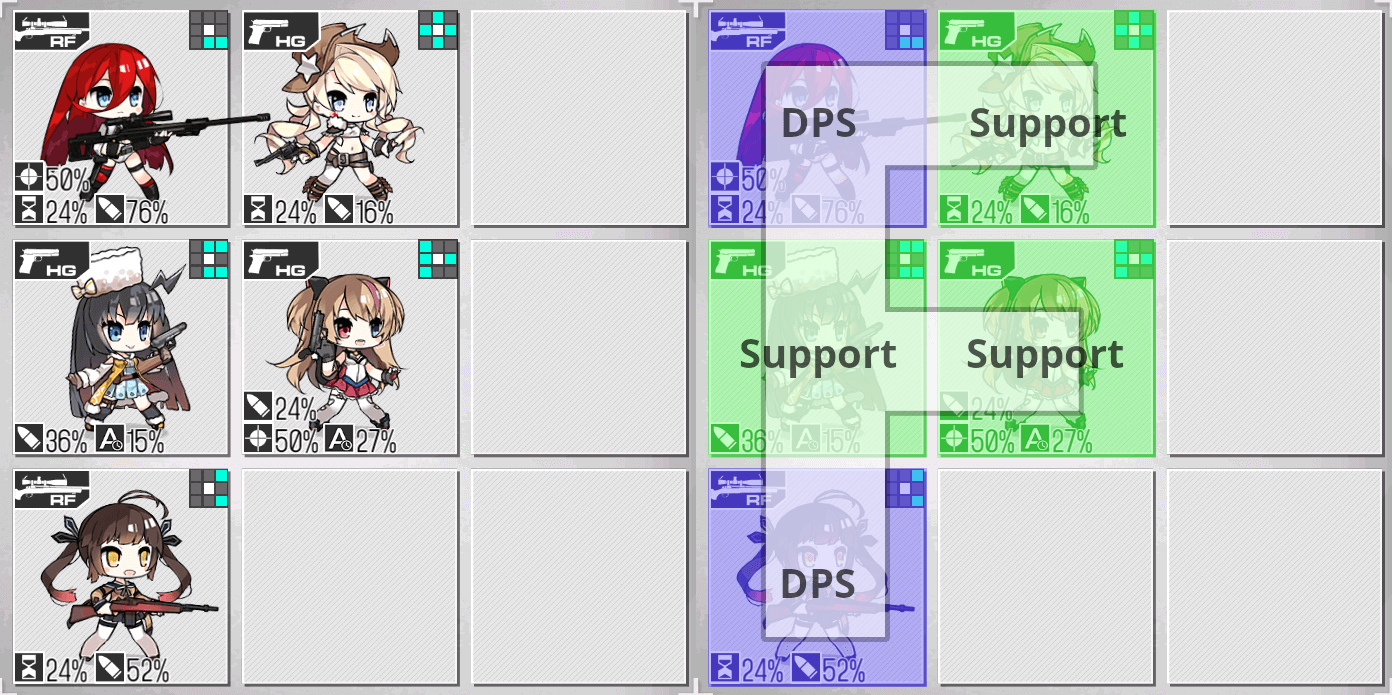 RF
HG
50%
24% 76%
24% 16%
HG
HG
24%
36% A 15%
50% A 27%
RF
24% 52%
RF
HG
DPS
Support
50
24% 76%
24% 16%
HG
HG
Support
Support
24%
36% A 15%
50% A 27%
RF
DPS
24% 52%